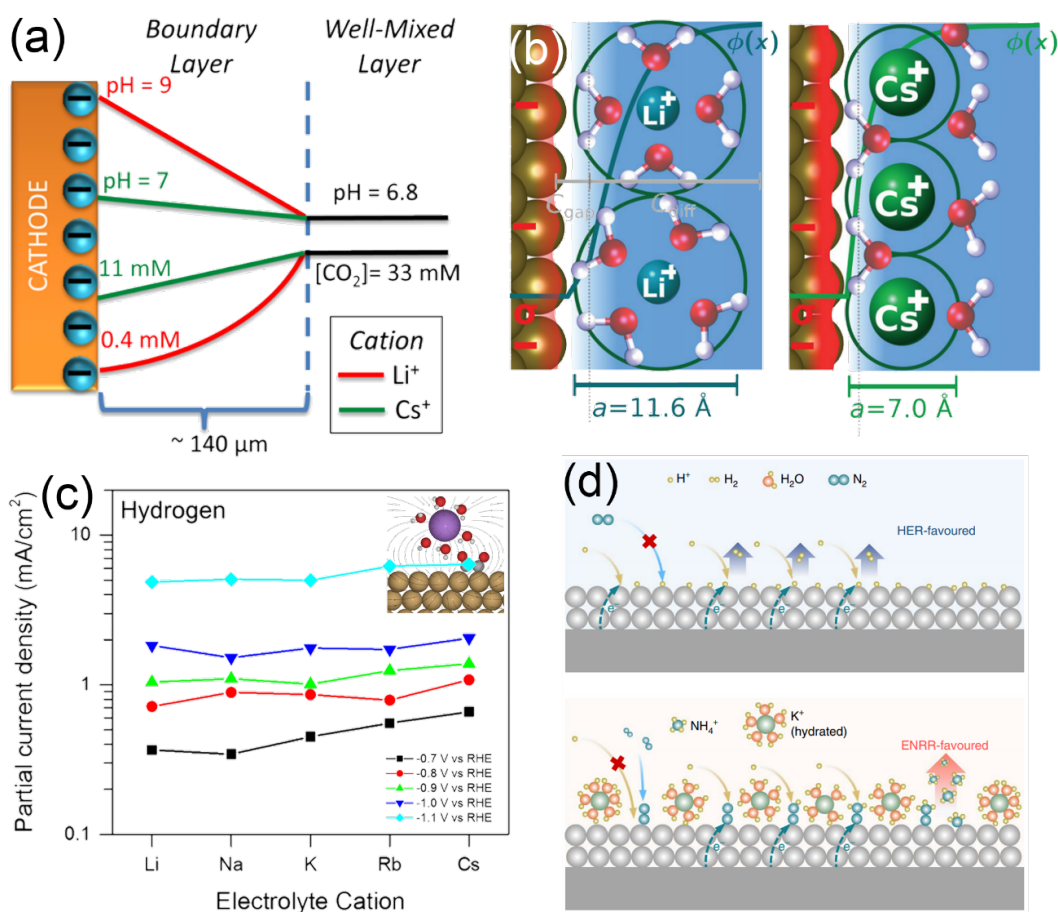 (a)
Boundary
Layer
Well-Mixed
Layer
CATHODE
pH = 9
pH = 7
pH = 6.8
11 mM
[CO₂]= 33 mM
0.4 mM
Cation
Li⁺
Cs⁺
~ 140 μm
(b)
ϕ(x)
Li⁺
Li⁺
C_gap
C_diff
a=11.6 Å
ϕ(x)
Cs⁺
Cs⁺
Cs⁺
a=7.0 Å
(c)
Hydrogen
Partial current density (mA/cm²)
10
1
0.1
-0.7 V vs RHE
-0.8 V vs RHE
-0.9 V vs RHE
-1.0 V vs RHE
-1.1 V vs RHE
Li Na K Rb Cs
Electrolyte Cation
(d)
H⁺ H₂ H₂O N₂
HER-favoured
e⁻ e⁻ e⁻ e⁻
NH₄⁺
K⁺
(hydrated)
ENRR-favoured
e⁻ e⁻ e⁻ e⁻